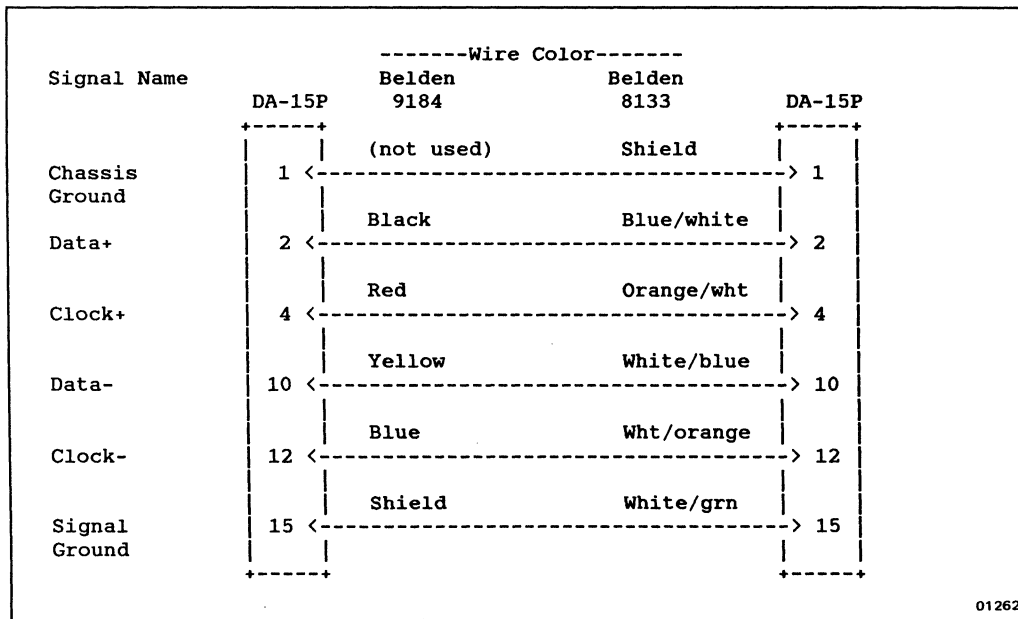 -------Wire Color-------
Signal Name Belden Belden
DA-15P 9184 8133 DA-15P
+-----+ +-----+
(not used) Shield
Chassis 1 <---------------------------------> 1
Ground
Black Blue/white
Data+ 2 <---------------------------------> 2
Red Orange/wht
Clock+ 4 <---------------------------------> 4
Yellow White/blue
Data- 10 <---------------------------------> 10
Blue Wht/orange
Clock- 12 <---------------------------------> 12
Shield White/grn
Signal 15 <---------------------------------> 15
Ground
+-----+ +-----+
01262